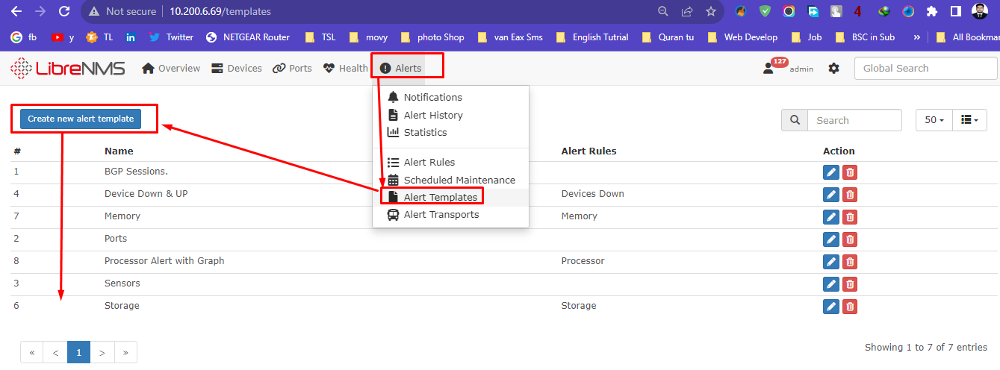 Not secure | 10.200.6.69/templates
fb y TL Twitter NETGEAR Router TSL movy photo Shop van Eax Sms English Tutrial Quran tu Web Develop Job BSC in Sub » All Bookmar
LibreNMS Overview Devices Ports Health Alerts 127 admin Global Search
Notifications
Alert History
Statistics
Alert Rules
Scheduled Maintenance
Alert Templates
Alert Transports
Create new alert template Search 50
# Name Alert Rules Action
1 BGP Sessions.
4 Device Down & UP Devices Down
7 Memory Memory
2 Ports
8 Processor Alert with Graph Processor
3 Sensors
6 Storage Storage
« < 1 > »
Showing 1 to 7 of 7 entries